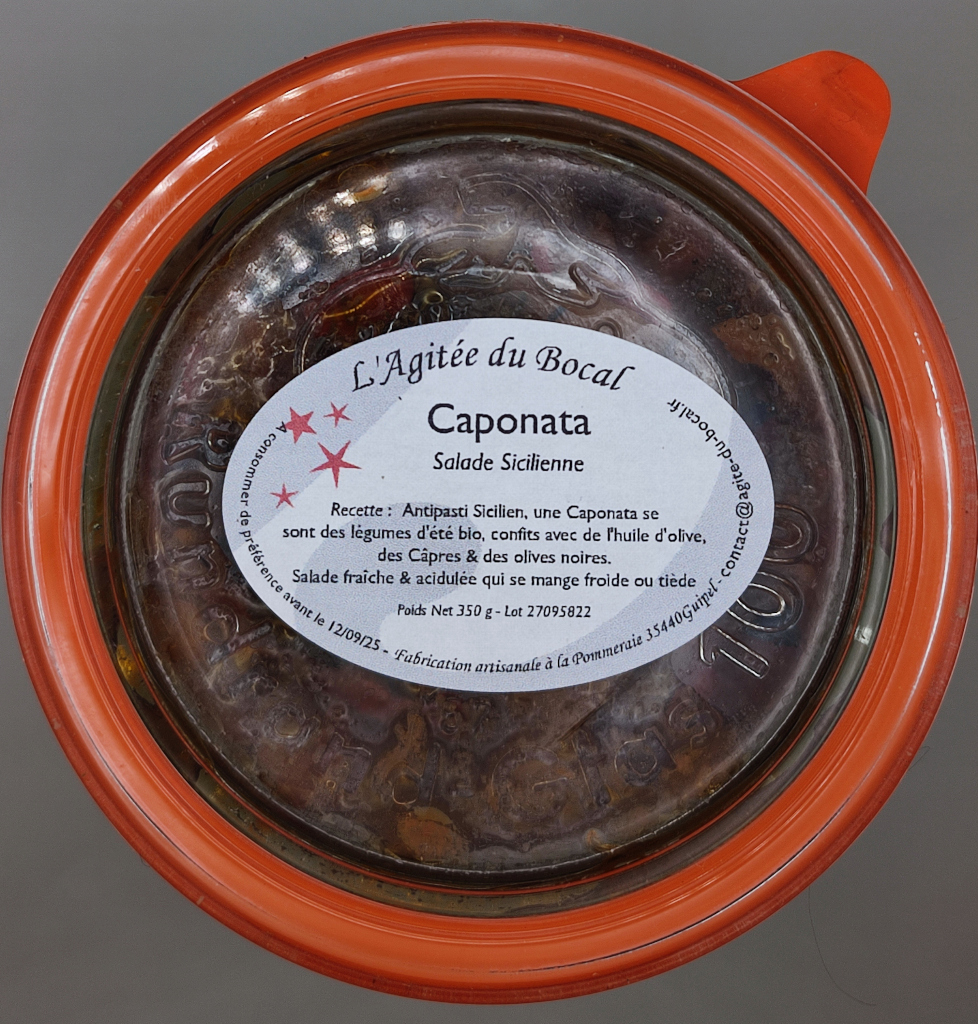 L'Agitée du Bocal
Caponata
Salade Sicilienne
Recette : Antipasti Sicilien, une Caponata se
sont des légumes d'été bio, confits avec de l'huile d'olive,
des Câpres & des olives noires.
Salade fraîche & acidulée qui se mange froide ou tiède
Poids Net 350 g - Lot 27095822
A consommer de préférence avant le 12/09/25 - Fabrication artisanale à la Pommeraie 35440Guipel - contact@agite-du-bocal.fr
Rundrandglas
100